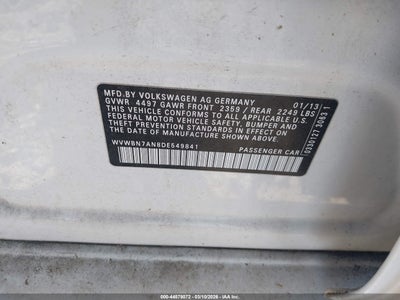 MFD.BY VOLKSWAGEN AG GERMANY 01/13
GVWR 4497 GAWR FRONT 2359 / REAR 2249 LBS
THIS VEHICLE CONFORMS TO ALL APPLICABLE
FEDERAL MOTOR VEHICLE SAFETY, BUMPER AND
THEFT PREVENTION STANDARDS IN EFFECT ON
THE DATE OF MANUFACTURE SHOWN ABOVE.
WVWBN7AN8DE549841 PASSENGER CAR